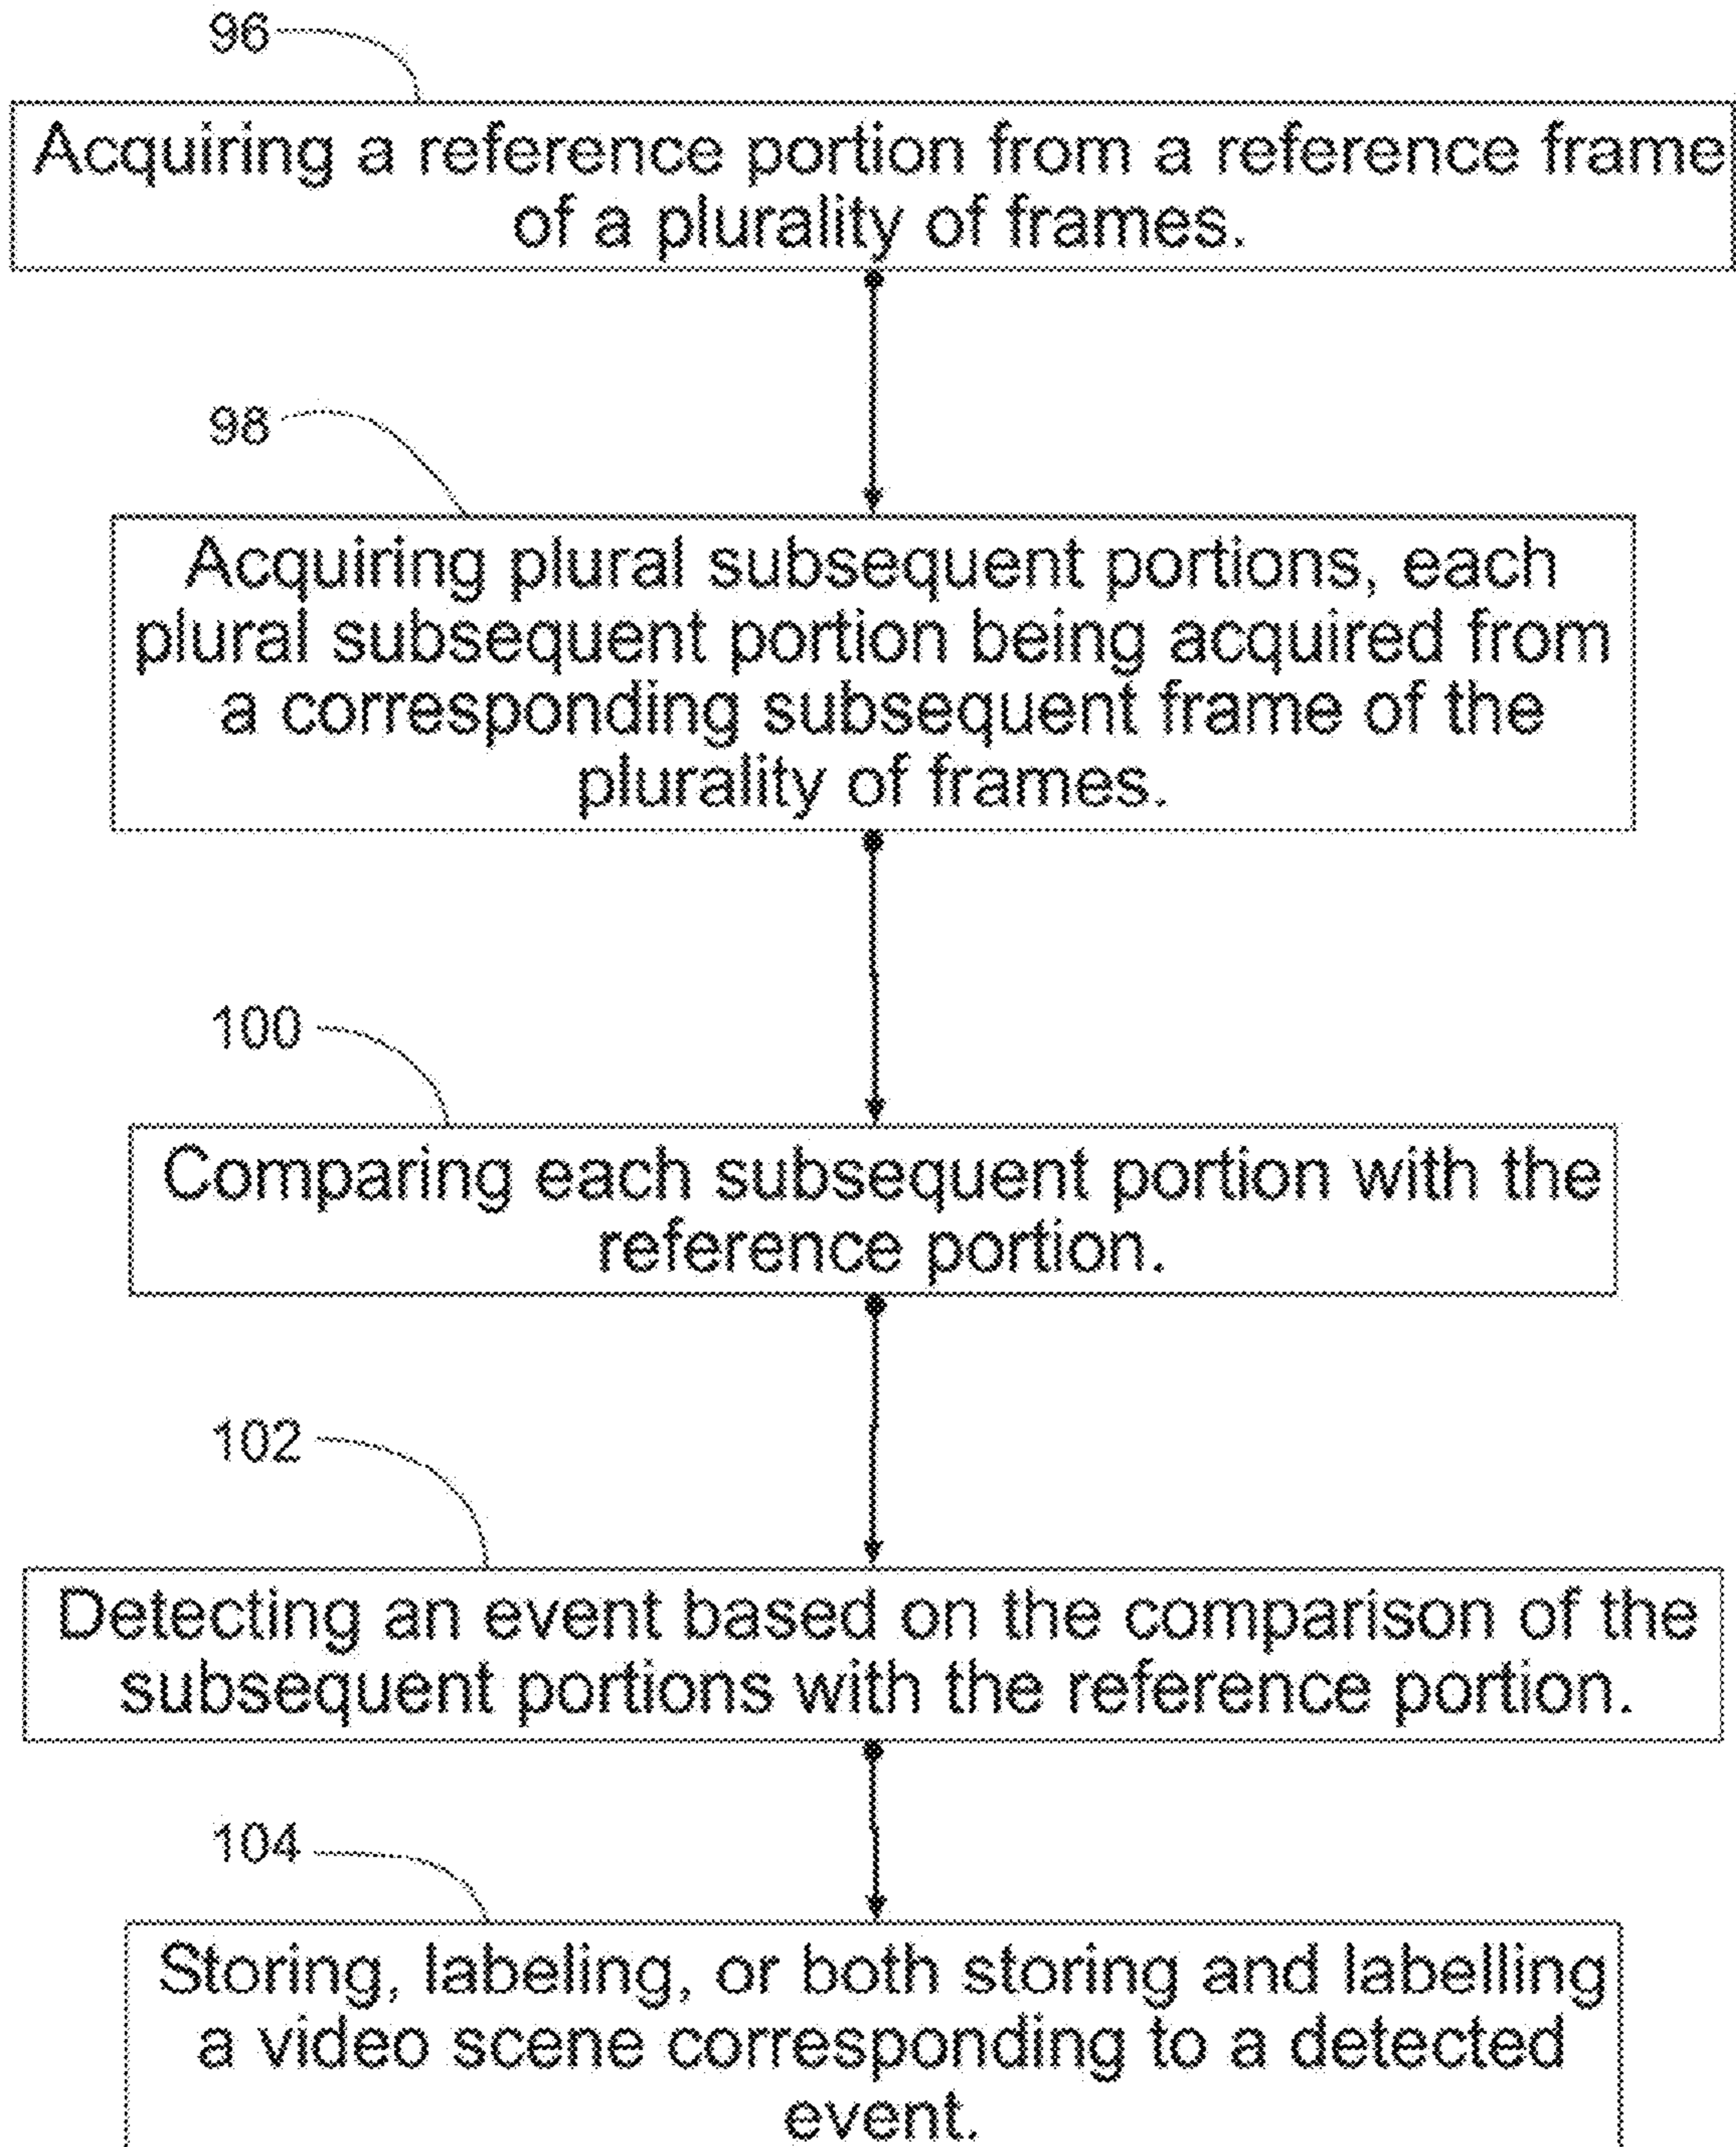 96
Acquiring a reference portion from a reference frame
of a plurality of frames.
98
Acquiring plural subsequent portions, each
plural subsequent portion being acquired from
a corresponding subsequent frame of the
plurality of frames.
100
Comparing each subsequent portion with the
reference portion.
102
Detecting an event based on the comparison of the
subsequent portions with the reference portion.
104
Storing, labeling, or both storing and labelling
a video scene corresponding to a detected
event.